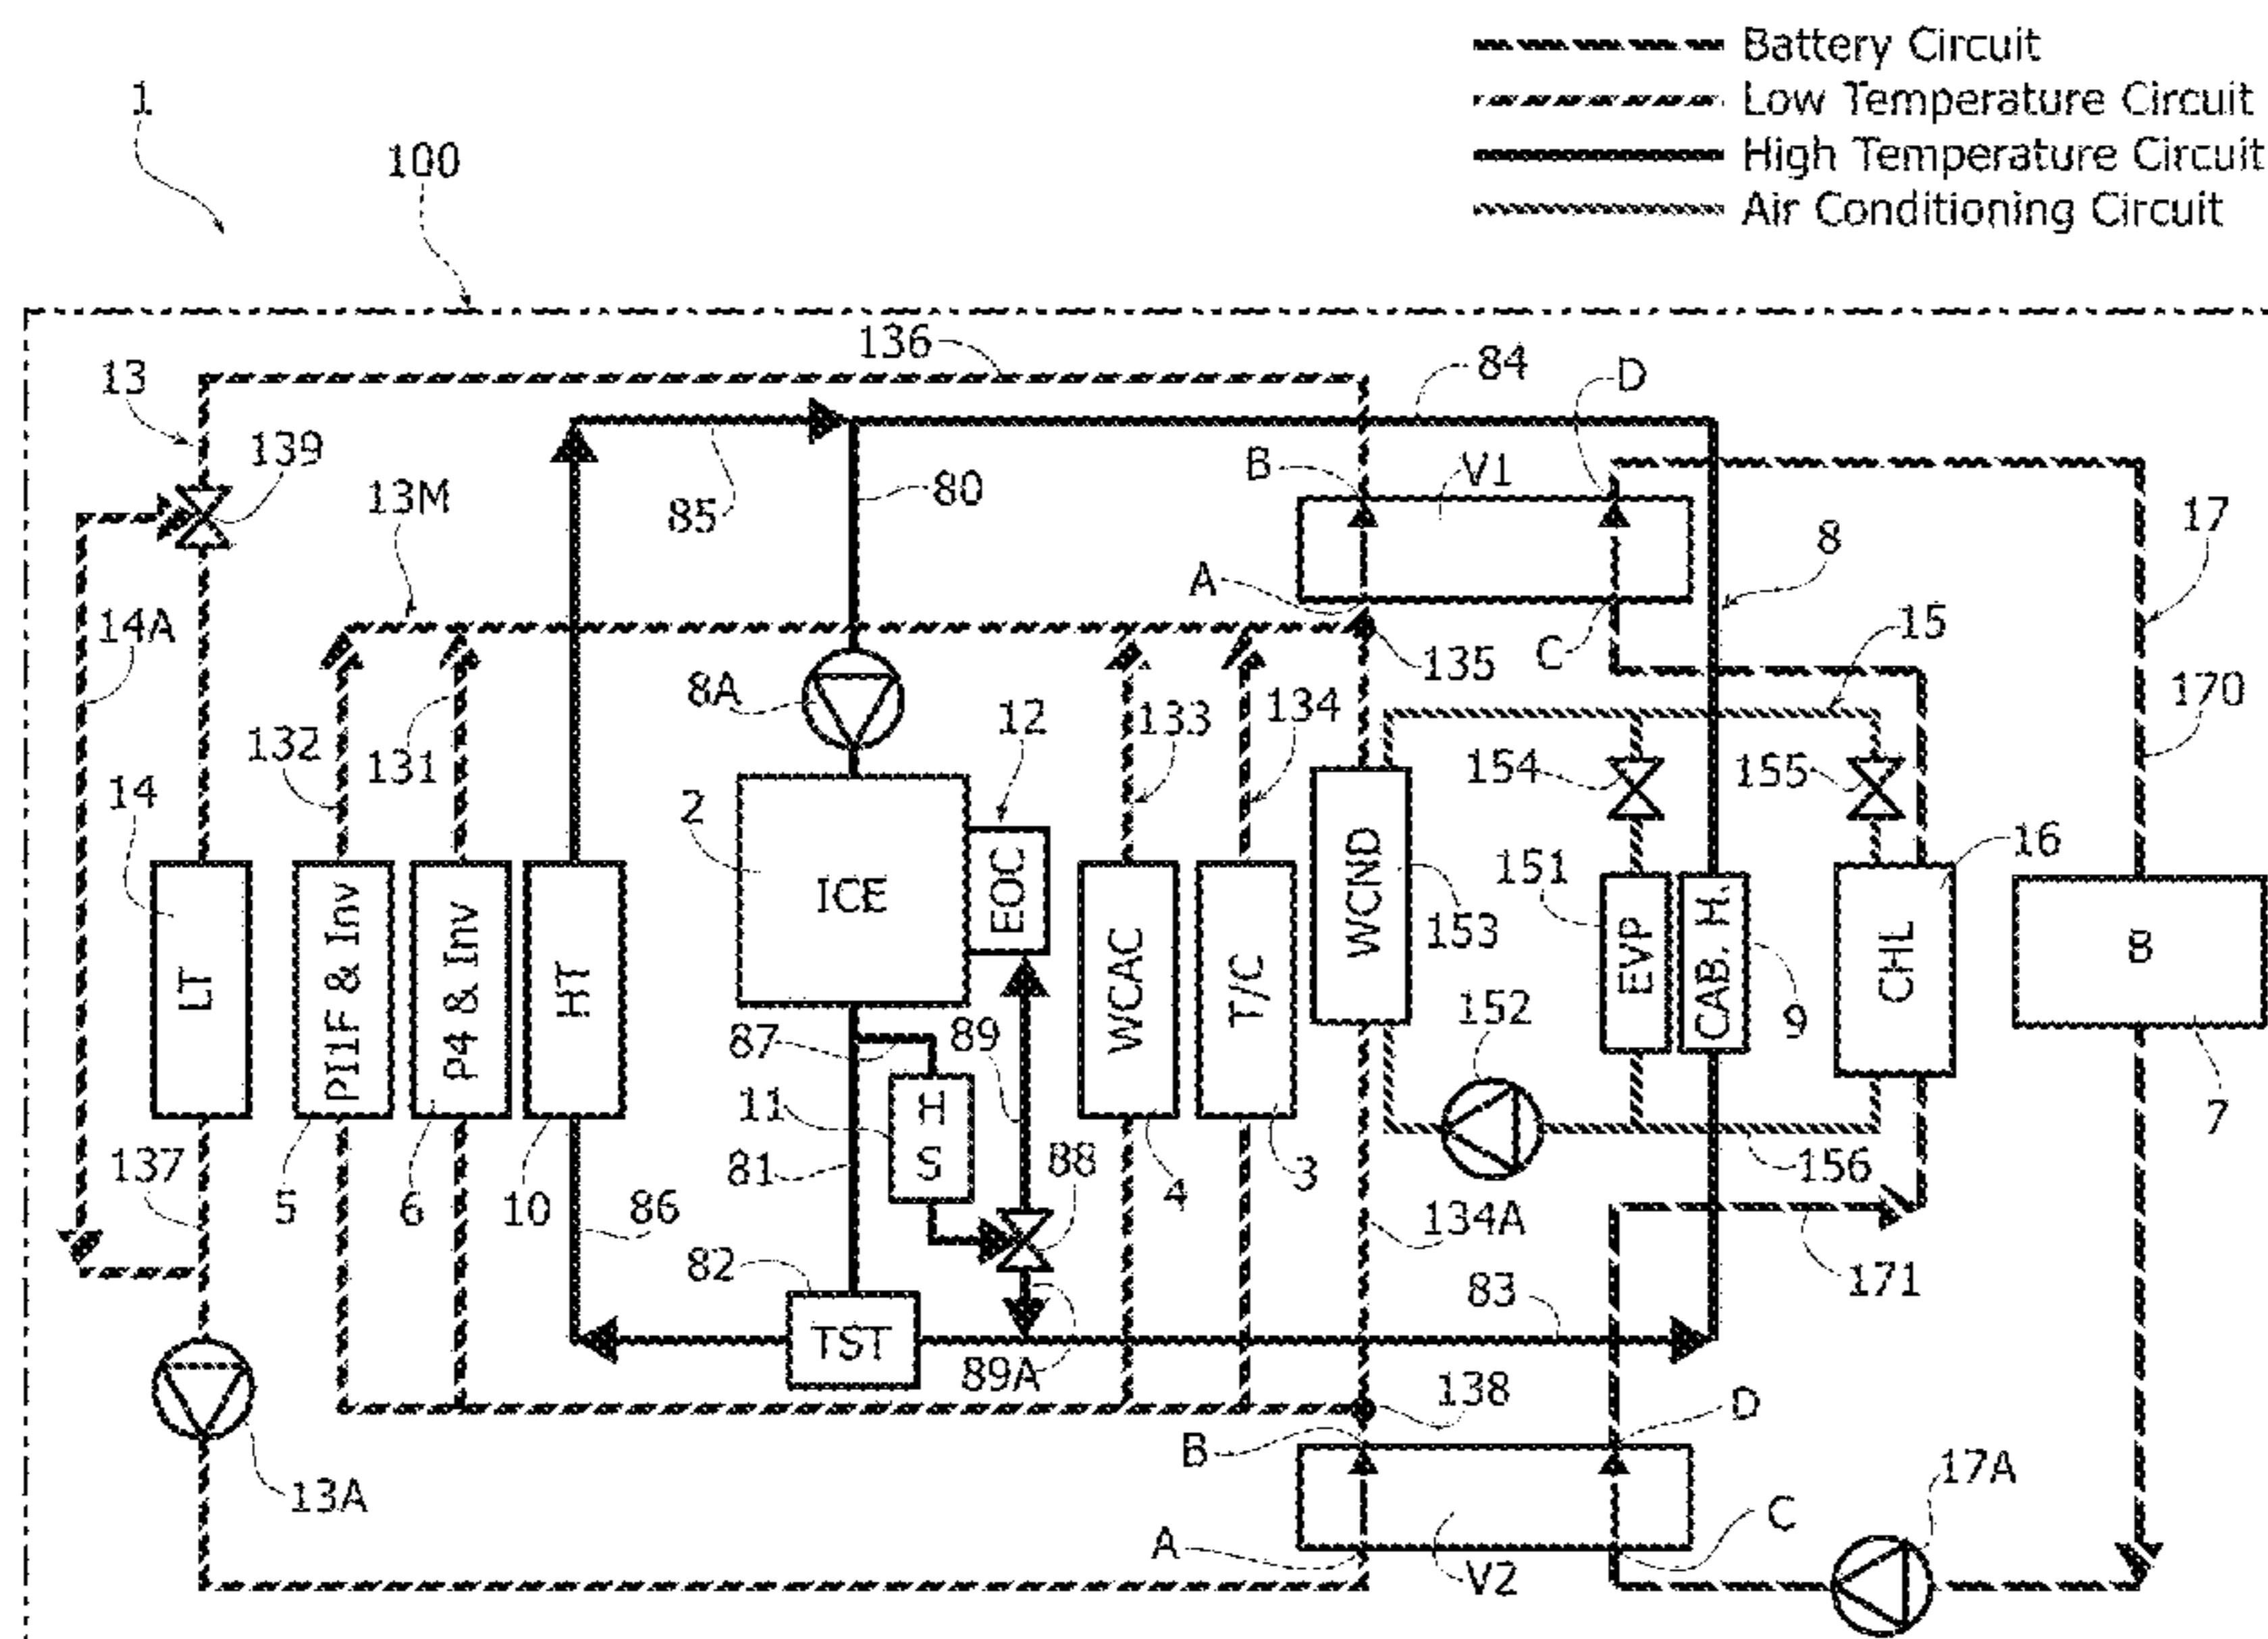 Battery Circuit
Low Temperature Circuit
High Temperature Circuit
Air Conditioning Circuit
1
100
136
84
D
13
139
B
V1
13M
85
80
17
8
A
14A
15
C
135
8A
12
133
134
170
132
131
154
155
14
2
16
ICE
EOC
WCND
151
153
LT
PI1F & Inv
P4 & Inv
HT
WCAC
T/C
EVP
CAB. H.
CHL
B
152
9
87
89
11
H
S
7
137
81
88
156
5
6
10
86
4
3
134A
82
83
171
TST
89A
138
D
B
13A
17A
C
A
V2